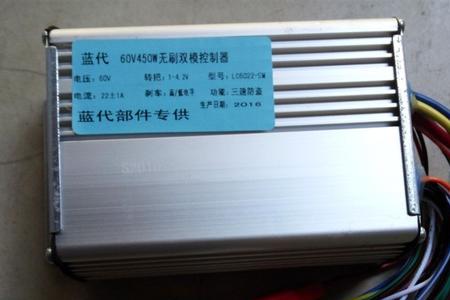 蓝代 60V450W无刷双模控制器
电压：60V 转把：1-4.2V 型号：LC6022-SW
电流：22±1A 刹车：高/低电平 功能：三速防盗
生产日期：2016
蓝代部件专供